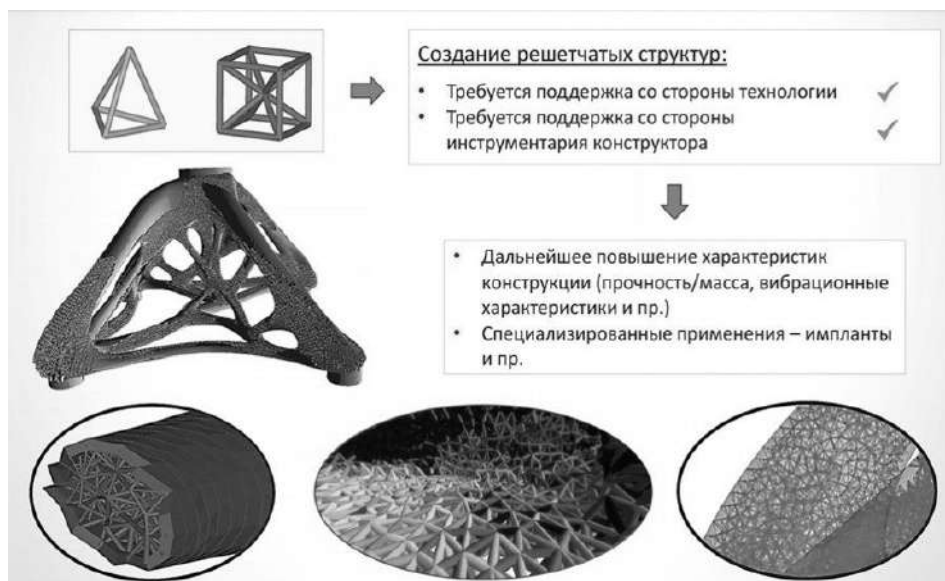 Создание решетчатых структур:
• Требуется поддержка со стороны технологии
• Требуется поддержка со стороны
инструментария конструктора
• Дальнейшее повышение характеристик
конструкции (прочность/масса, вибрационные
характеристики и пр.)
• Специализированные применения – импланты
и пр.